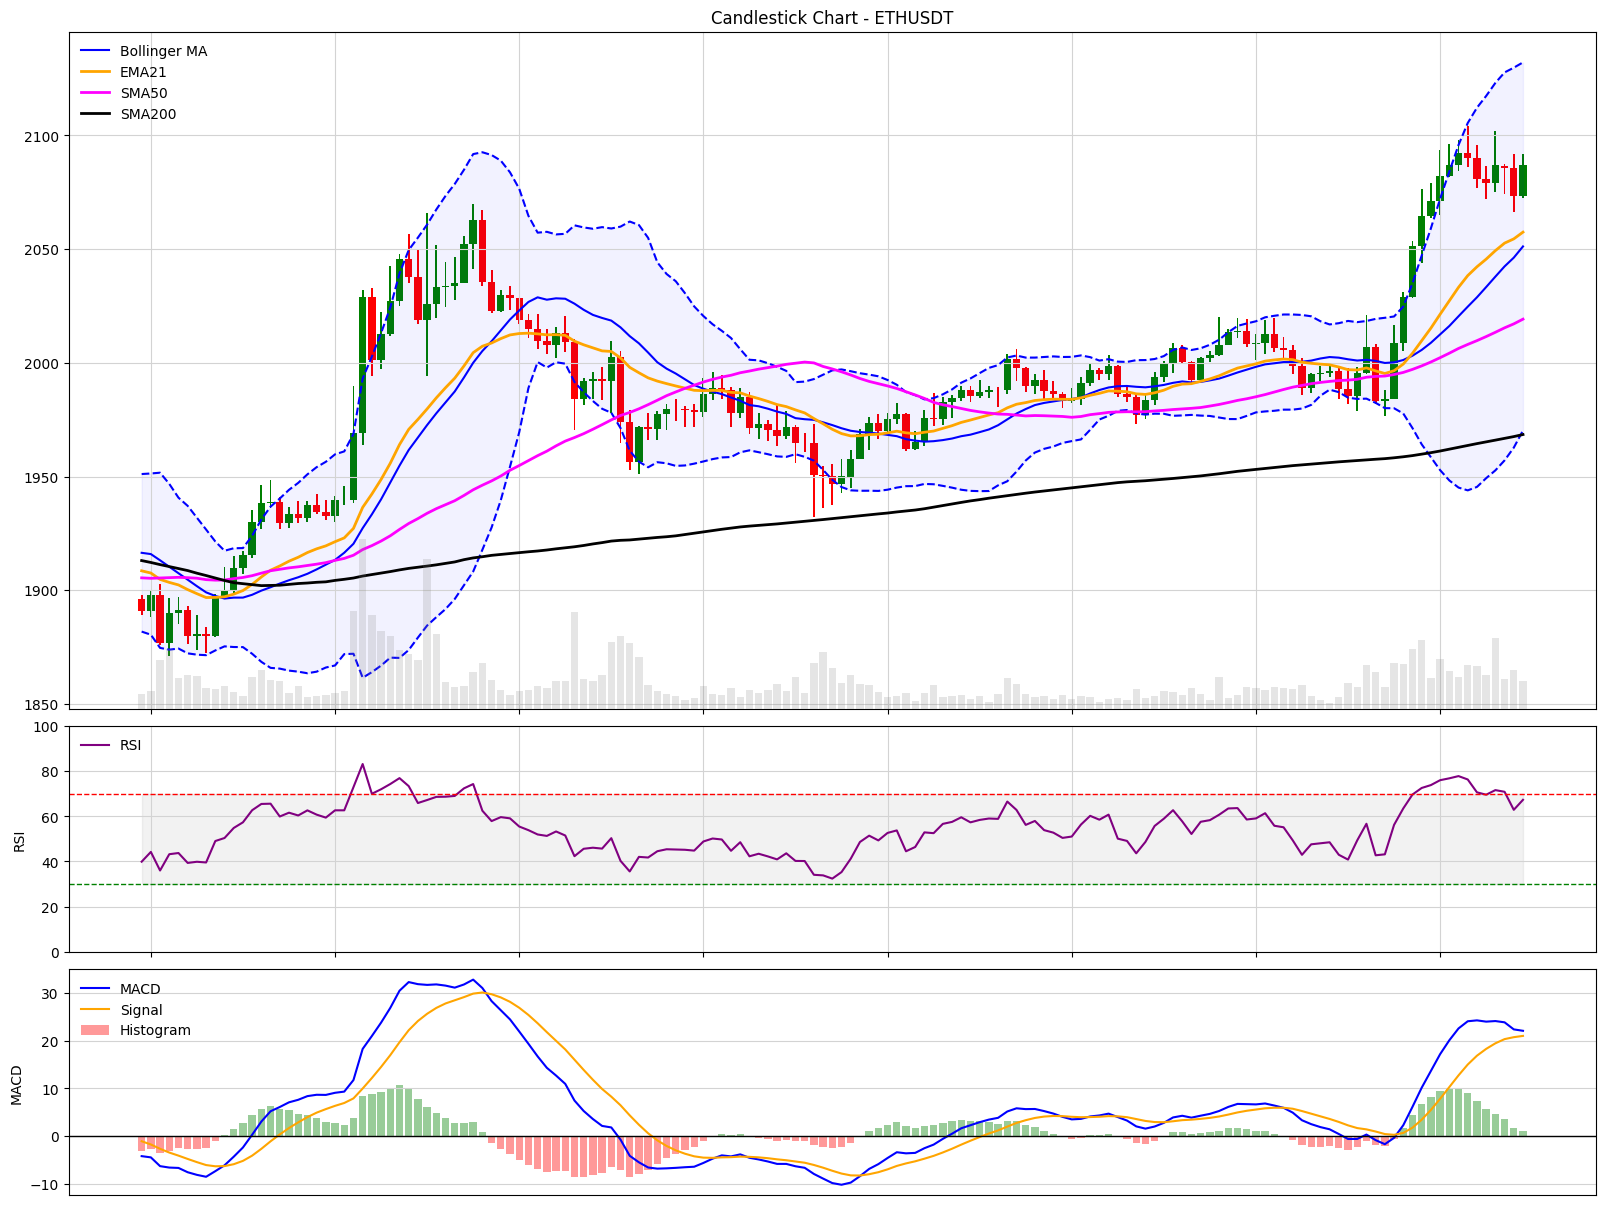 Candlestick Chart - ETHUSDT
Bollinger MA
EMA21
SMA50
SMA200
2100
2050
2000
1950
1900
1850
100
80
60
40
20
0
RSI
RSI
30
20
10
0
−10
MACD
MACD
Signal
Histogram